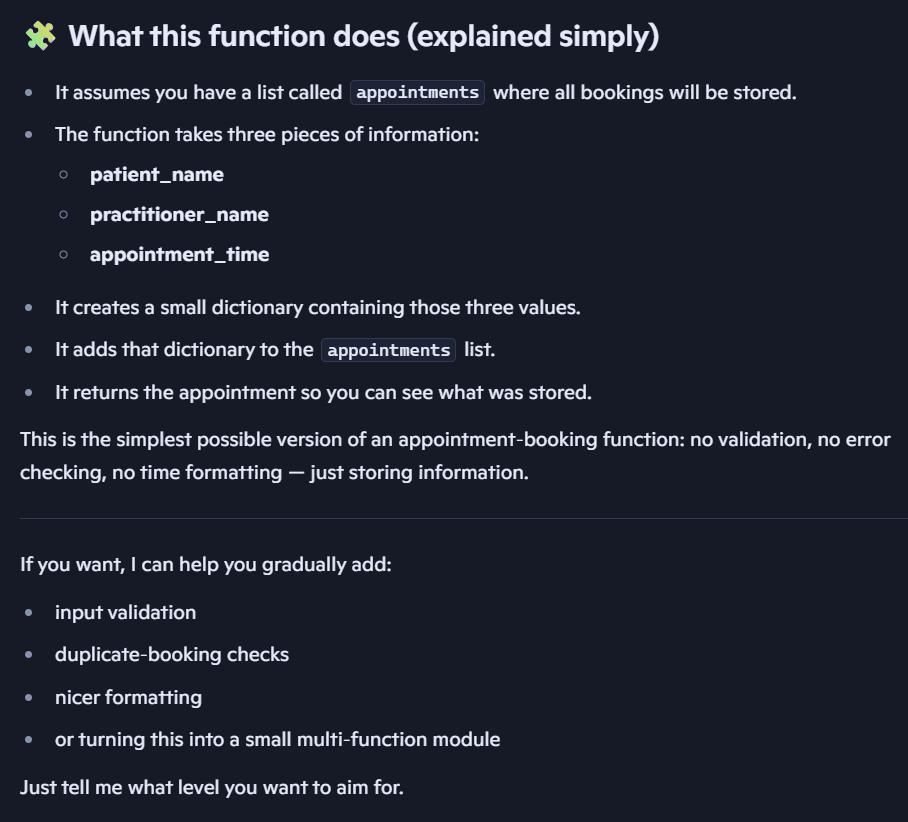 What this function does (explained simply)
It assumes you have a list called appointments where all bookings will be stored.
The function takes three pieces of information:
patient_name
practitioner_name
appointment_time
It creates a small dictionary containing those three values.
It adds that dictionary to the appointments list.
It returns the appointment so you can see what was stored.
This is the simplest possible version of an appointment-booking function: no validation, no error
checking, no time formatting — just storing information.
If you want, I can help you gradually add:
input validation
duplicate-booking checks
nicer formatting
or turning this into a small multi-function module
Just tell me what level you want to aim for.